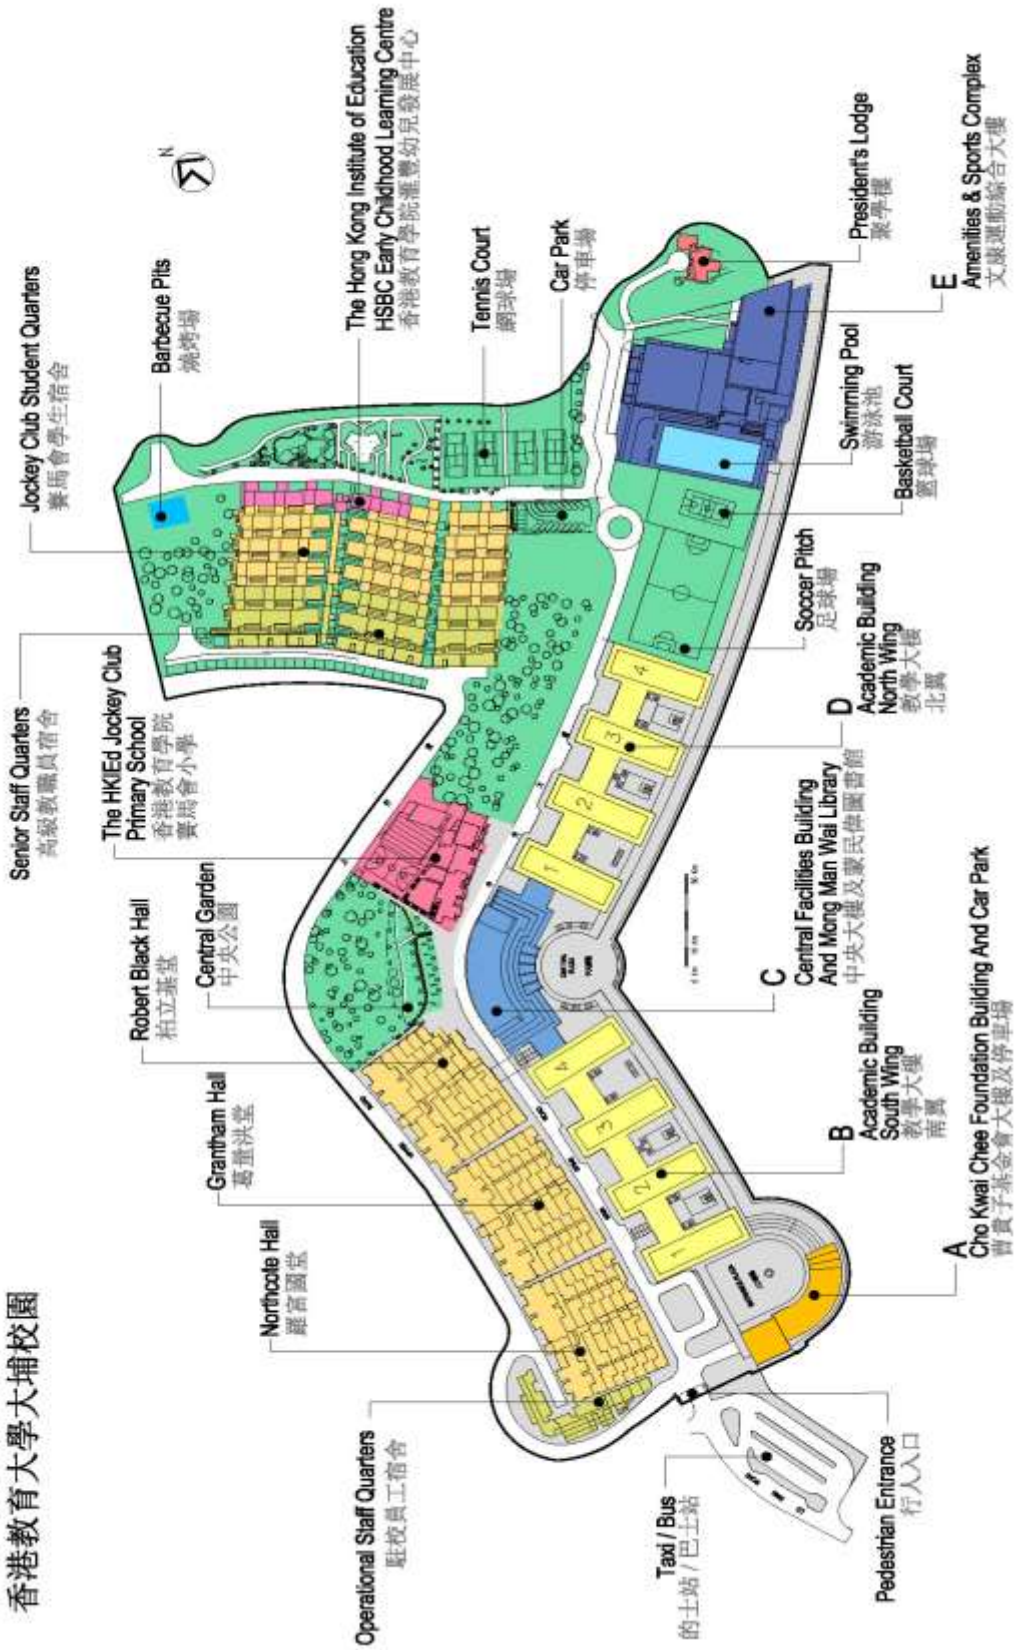 香港教育大學大埔校園
Operational Staff Quarters
駐校員工宿舍
Northcote Hall
羅富國堂
Grantham Hall
葛量洪堂
Robert Black Hall
柏立基堂
Central Garden
中央公園
The HKIEd Jockey Club
Primary School
香港教育學院
賽馬會小學
Senior Staff Quarters
高級教職員宿舍
Jockey Club Student Quarters
賽馬會學生宿舍
Barbecue Pits
燒烤場
N
The Hong Kong Institute of Education
HSBC Early Childhood Learning Centre
香港教育學院滙豐幼兒發展中心
Tennis Court
網球場
Car Park
停車場
1
2
3
4
1
2
3
4
Taxi / Bus
的士站 / 巴士站
Pedestrian Entrance
行人入口
A
Cho Kwai Chee Foundation Building And Car Park
曹貴子基金會大樓及停車場
B
Academic Building
South Wing
教學大樓
南翼
C
Central Facilities Building
And Mong Man Wai Library
中央大樓及蒙民偉圖書館
D
Academic Building
North Wing
教學大樓
北翼
Soccer Pitch
足球場
Basketball Court
籃球場
Swimming Pool
游泳池
President's Lodge
聚學樓
E
Amenities & Sports Complex
文康運動綜合大樓